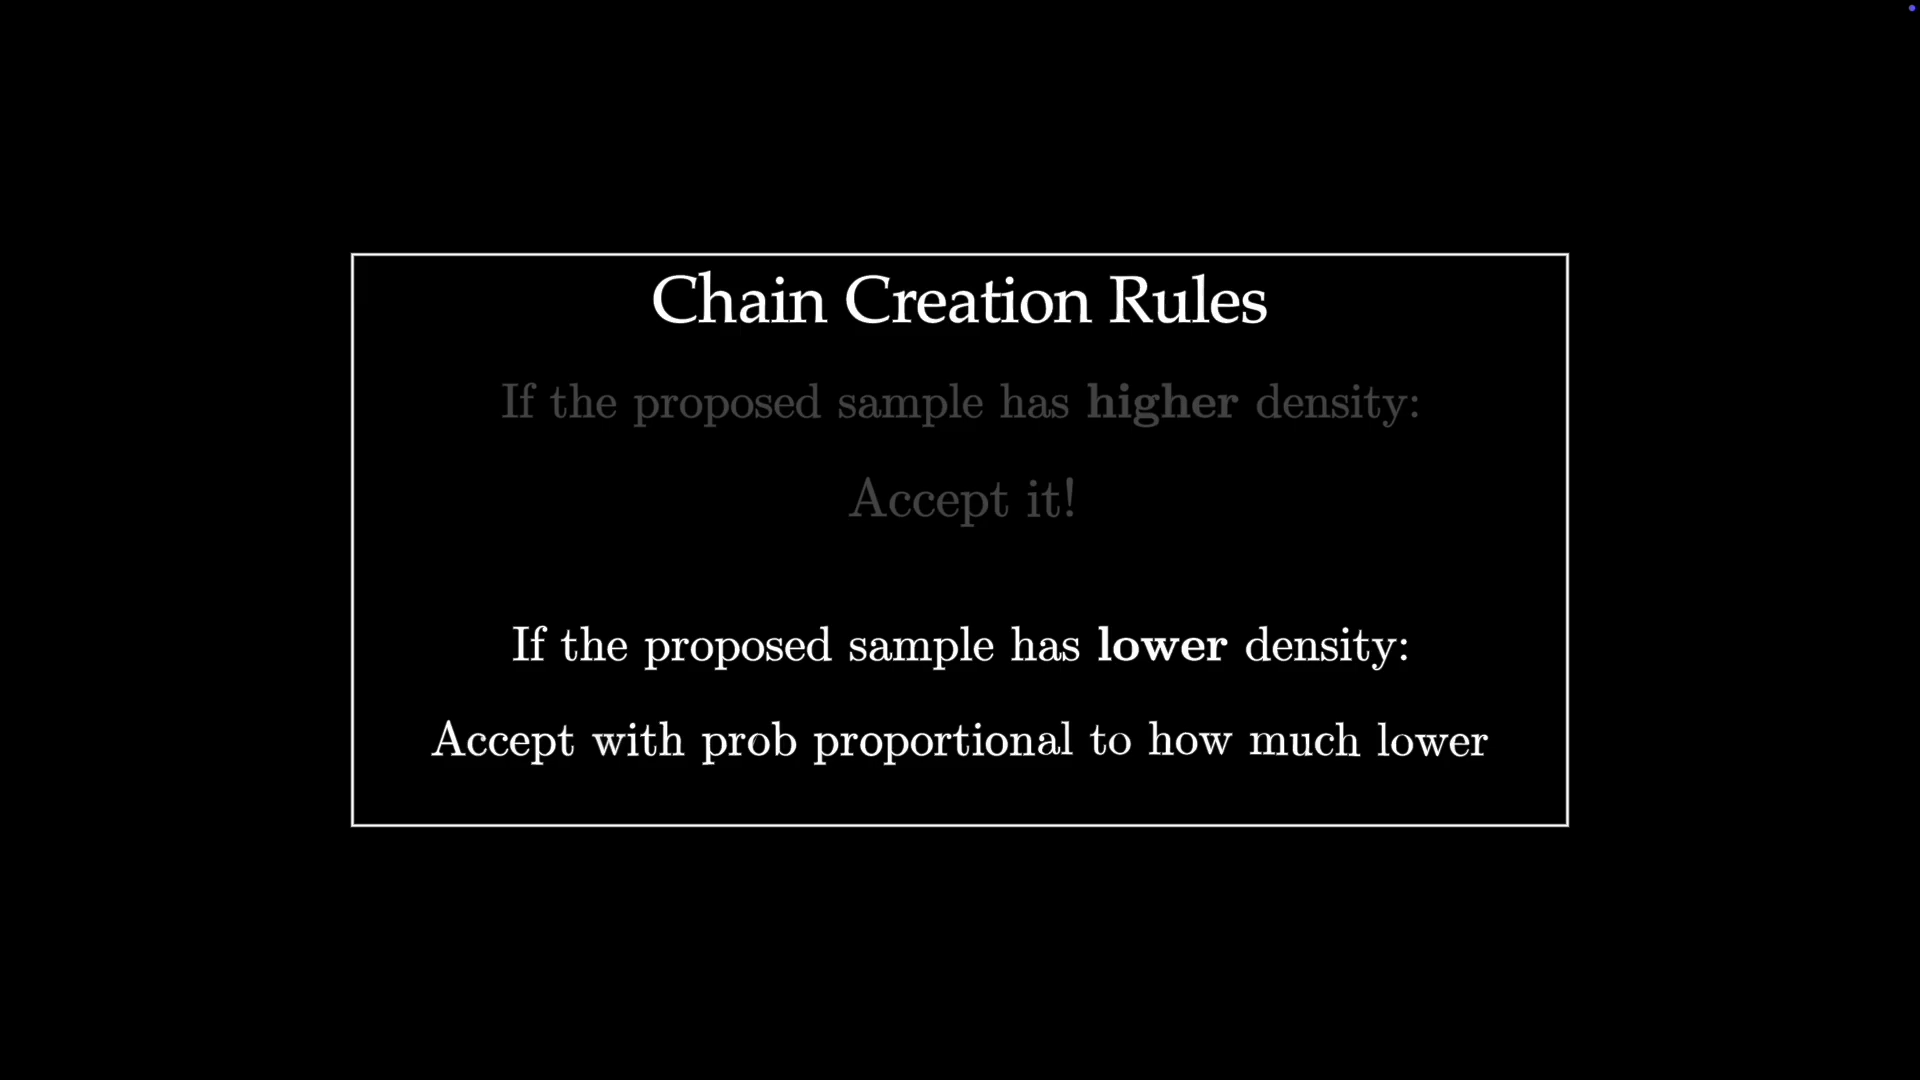 Chain Creation Rules
If the proposed sample has higher density:
Accept it!
If the proposed sample has lower density:
Accept with prob proportional to how much lower